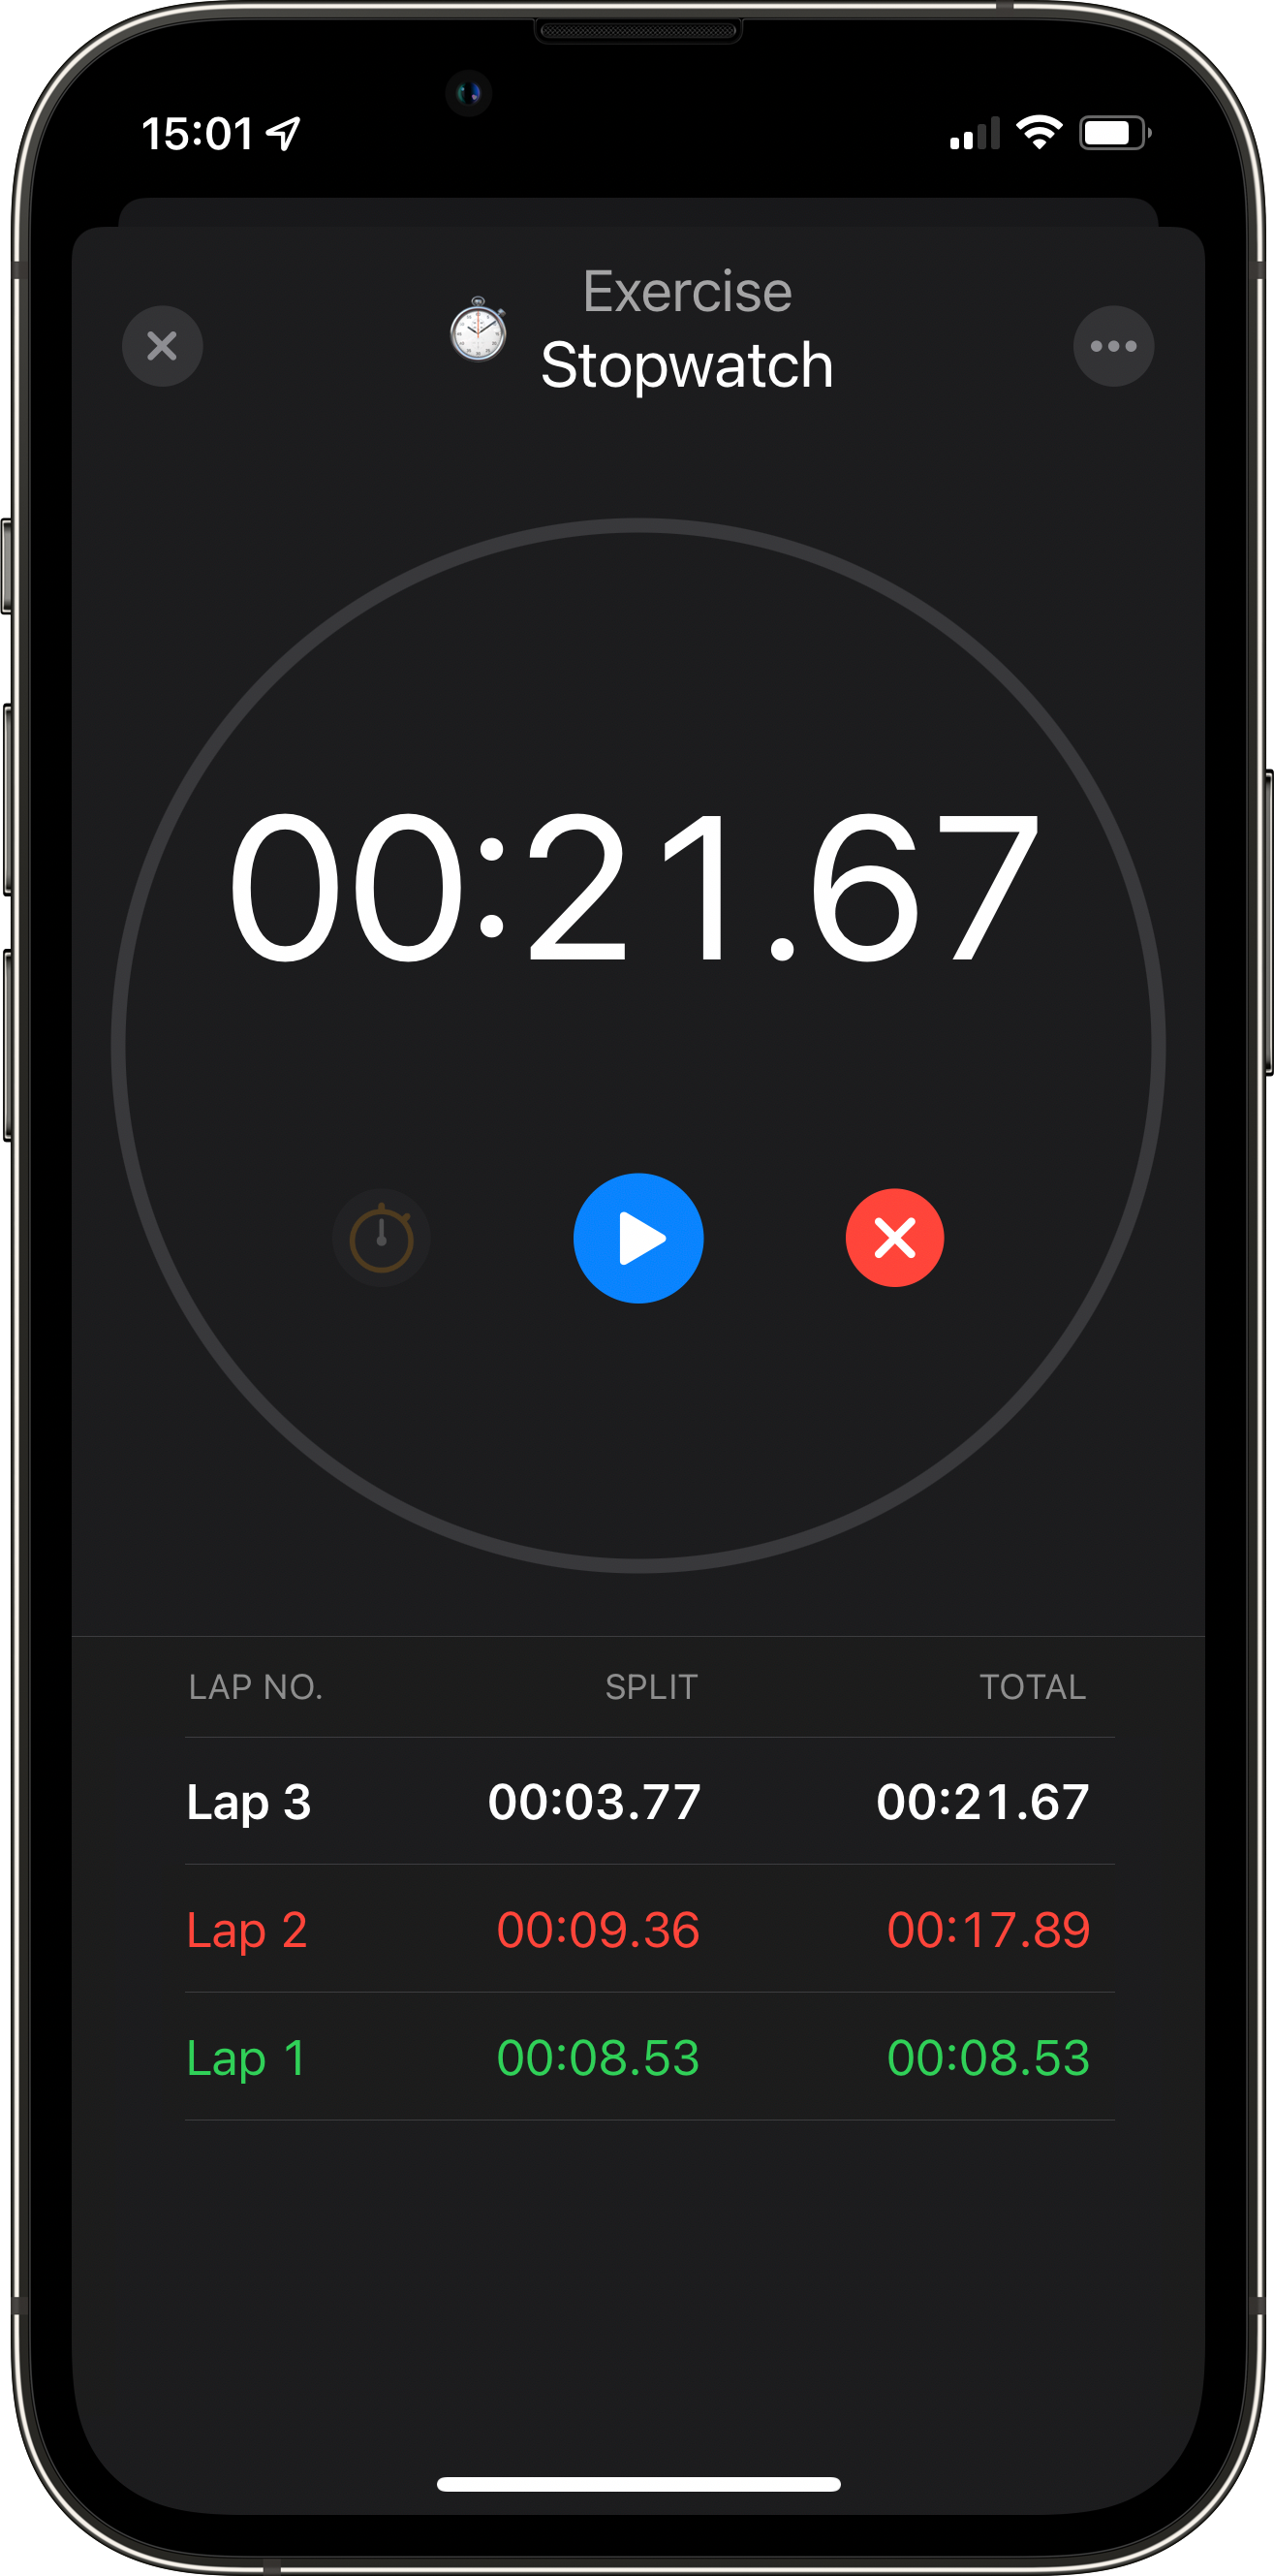 15:01
Exercise
Stopwatch
00:21.67
LAP NO. SPLIT TOTAL
Lap 3 00:03.77 00:21.67
Lap 2 00:09.36 00:17.89
Lap 1 00:08.53 00:08.53